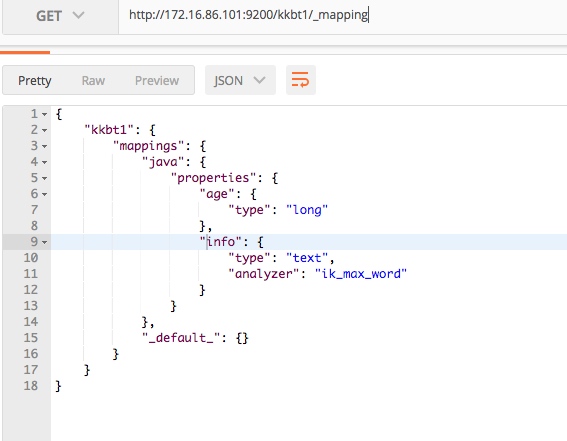 GET http://172.16.86.101:9200/kkbt1/_mapping
Pretty Raw Preview JSON
1 {
2 "kkbt1": {
3 "mappings": {
4 "java": {
5 "properties": {
6 "age": {
7 "type": "long"
8 },
9 "info": {
10 "type": "text",
11 "analyzer": "ik_max_word"
12 }
13 }
14 },
15 "_default_": {}
16 }
17 }
18 }